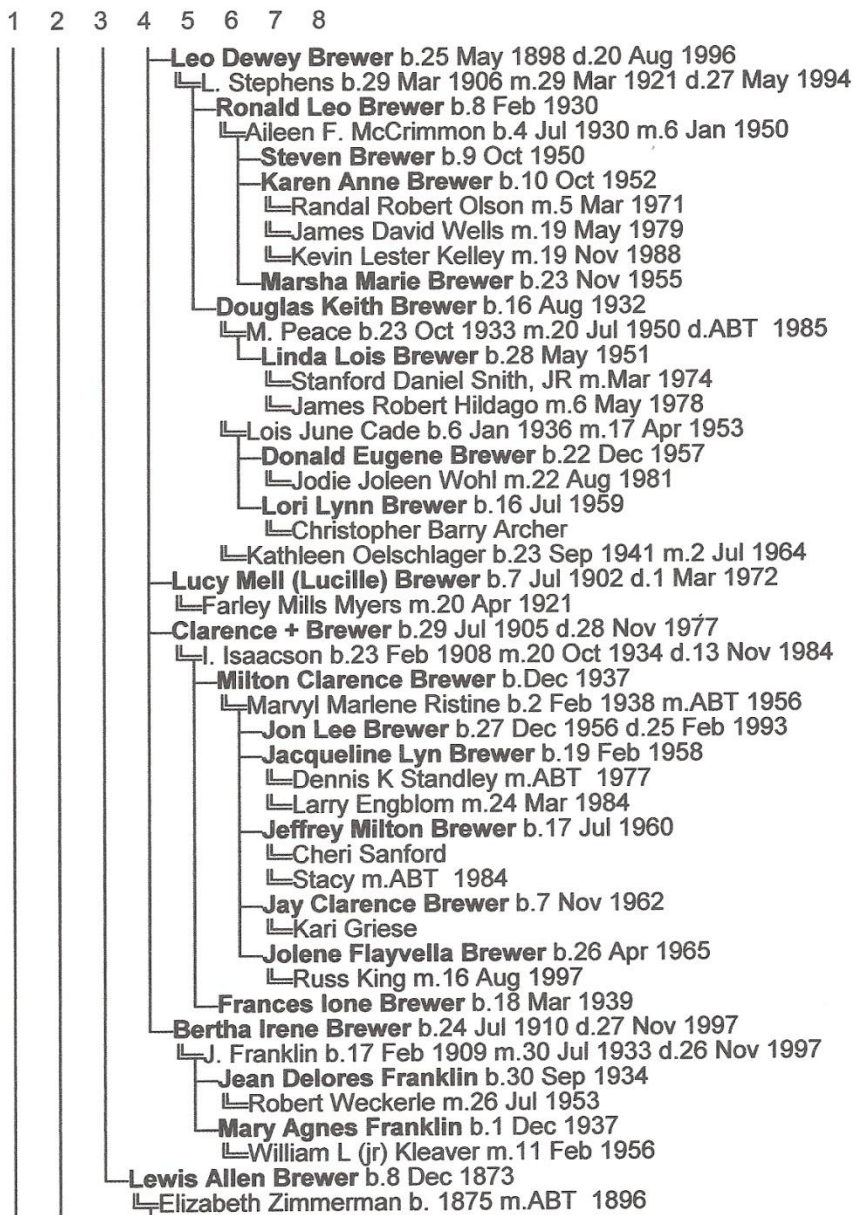 1 2 3 4 5 6 7 8
Leo Dewey Brewer b.25 May 1898 d.20 Aug 1996
L. Stephens b.29 Mar 1906 m.29 Mar 1921 d.27 May 1994
Ronald Leo Brewer b.8 Feb 1930
Aileen F. McCrimmon b.4 Jul 1930 m.6 Jan 1950
Steven Brewer b.9 Oct 1950
Karen Anne Brewer b.10 Oct 1952
Randal Robert Olson m.5 Mar 1971
James David Wells m.19 May 1979
Kevin Lester Kelley m.19 Nov 1988
Marsha Marie Brewer b.23 Nov 1955
Douglas Keith Brewer b.16 Aug 1932
M. Peace b.23 Oct 1933 m.20 Jul 1950 d.ABT 1985
Linda Lois Brewer b.28 May 1951
Stanford Daniel Snith, JR m.Mar 1974
James Robert Hildago m.6 May 1978
Lois June Cade b.6 Jan 1936 m.17 Apr 1953
Donald Eugene Brewer b.22 Dec 1957
Jodie Joleen Wohl m.22 Aug 1981
Lori Lynn Brewer b.16 Jul 1959
Christopher Barry Archer
Kathleen Oelschlager b.23 Sep 1941 m.2 Jul 1964
Lucy Mell (Lucille) Brewer b.7 Jul 1902 d.1 Mar 1972
Farley Mills Myers m.20 Apr 1921
Clarence + Brewer b.29 Jul 1905 d.28 Nov 1977
I. Isaacson b.23 Feb 1908 m.20 Oct 1934 d.13 Nov 1984
Milton Clarence Brewer b.Dec 1937
Marvyl Marlene Ristine b.2 Feb 1938 m.ABT 1956
Jon Lee Brewer b.27 Dec 1956 d.25 Feb 1993
Jacqueline Lyn Brewer b.19 Feb 1958
Dennis K Standley m.ABT 1977
Larry Engblom m.24 Mar 1984
Jeffrey Milton Brewer b.17 Jul 1960
Cheri Sanford
Stacy m.ABT 1984
Jay Clarence Brewer b.7 Nov 1962
Kari Griese
Jolene Flayvella Brewer b.26 Apr 1965
Russ King m.16 Aug 1997
Frances Ione Brewer b.18 Mar 1939
Bertha Irene Brewer b.24 Jul 1910 d.27 Nov 1997
J. Franklin b.17 Feb 1909 m.30 Jul 1933 d.26 Nov 1997
Jean Delores Franklin b.30 Sep 1934
Robert Weckerle m.26 Jul 1953
Mary Agnes Franklin b.1 Dec 1937
William L (jr) Kleaver m.11 Feb 1956
Lewis Allen Brewer b.8 Dec 1873
Elizabeth Zimmerman b. 1875 m.ABT 1896